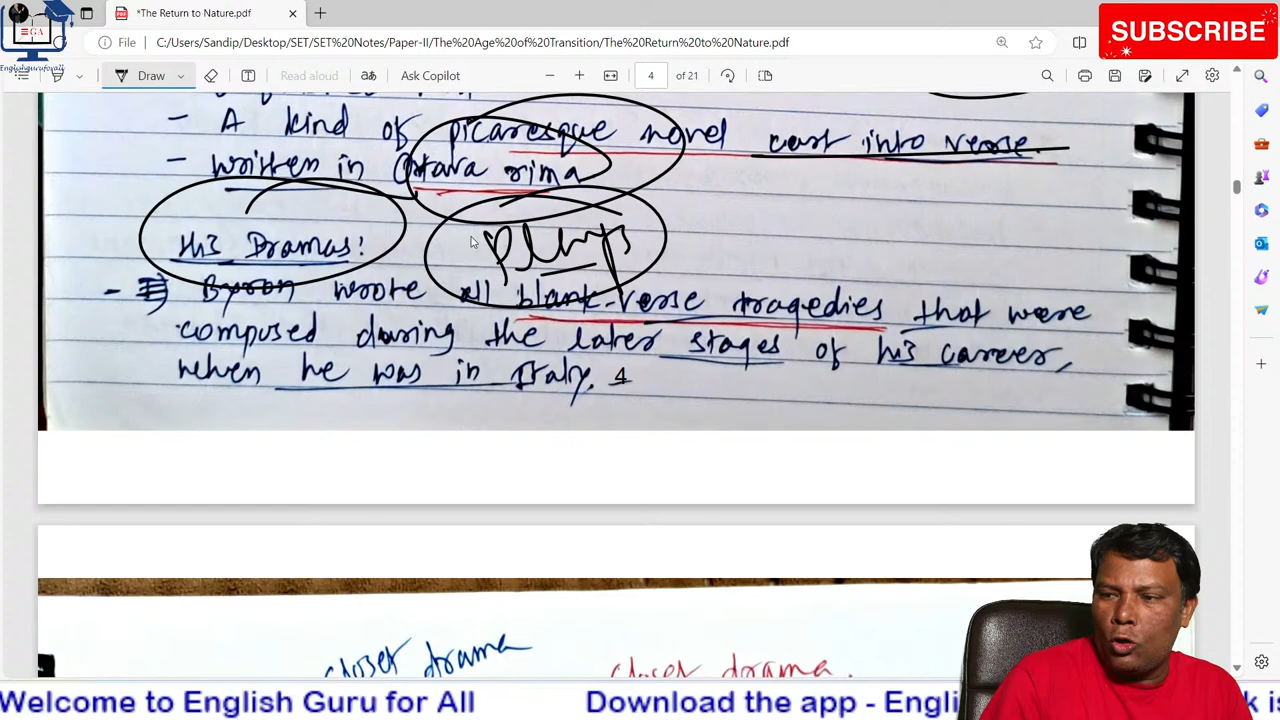 *The Return to Nature.pdf
SUBSCRIBE
File
C:/Users/Sandip/Desktop/SET/SET%20Notes/Paper-II/The%20Age%20of%20Transition/The%20Return%20to%20Nature.pdf
EGA
Englishguruforall
Draw
Read aloud
Ask Copilot
4
of 21
- A kind of picaresque novel cast into verse.
- written in Ottava rima
His Dramas:
Plays
- Byron wrote all blank-verse tragedies that were
composed during the later stages of his career,
when he was in Italy. 4
closet drama
closet drama.
Welcome to English Guru for All
Download the app - Engli
k is